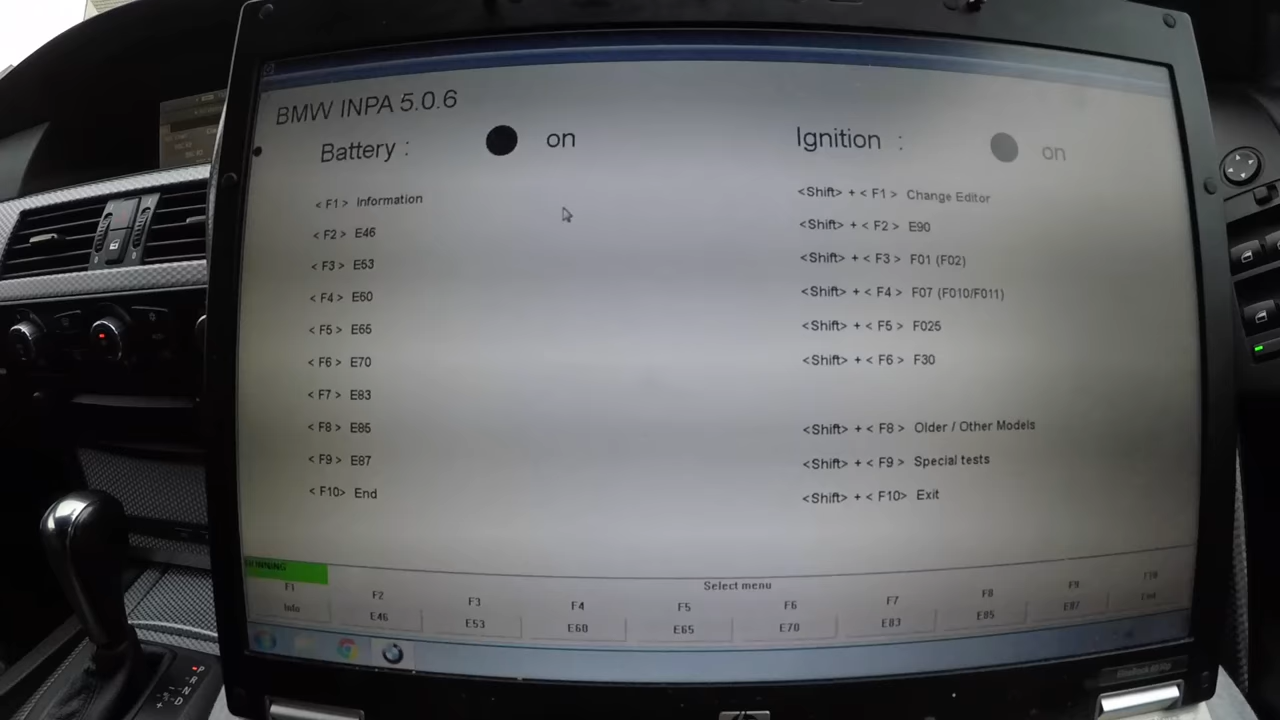 BMW INPA 5.0.6
Battery : on
Ignition : on
< F1 > Information
< F2 > E46
< F3 > E53
< F4 > E60
< F5 > E65
< F6 > E70
< F7 > E83
< F8 > E85
< F9 > E87
< F10> End
<Shift> + < F1 > Change Editor
<Shift> + < F2 > E90
<Shift> + < F3 > F01 (F02)
<Shift> + < F4 > F07 (F010/F011)
<Shift> + < F5 > F025
<Shift> + < F6 > F30
<Shift> + < F8 > Older / Other Models
<Shift> + < F9 > Special tests
<Shift> + < F10> Exit
Select menu
F1 F2 F3 F4 F5 F6 F7 F8 F9 F10
Info E46 E53 E60 E65 E70 E83 E85 E87 End
hp
P
R
N
D